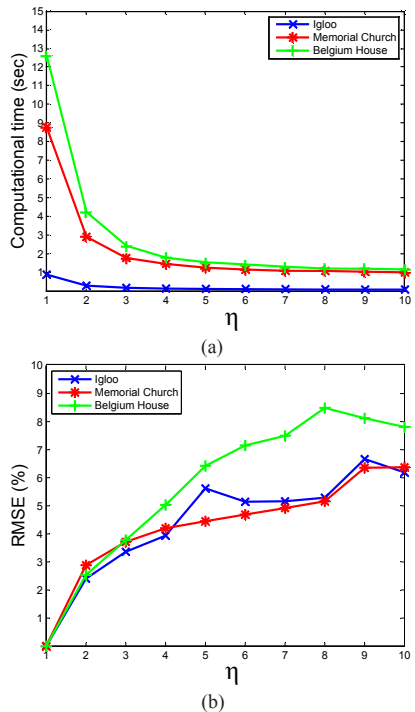 15
14
13
12
11
10
9
8
7
6
5
4
3
2
1
Computational time (sec)
Igloo
Memorial Church
Belgium House
1 2 3 4 5 6 7 8 9 10
η
(a)
10
9
8
7
6
5
4
3
2
1
0
RMSE (%)
Igloo
Memorial Church
Belgium House
1 2 3 4 5 6 7 8 9 10
η
(b)